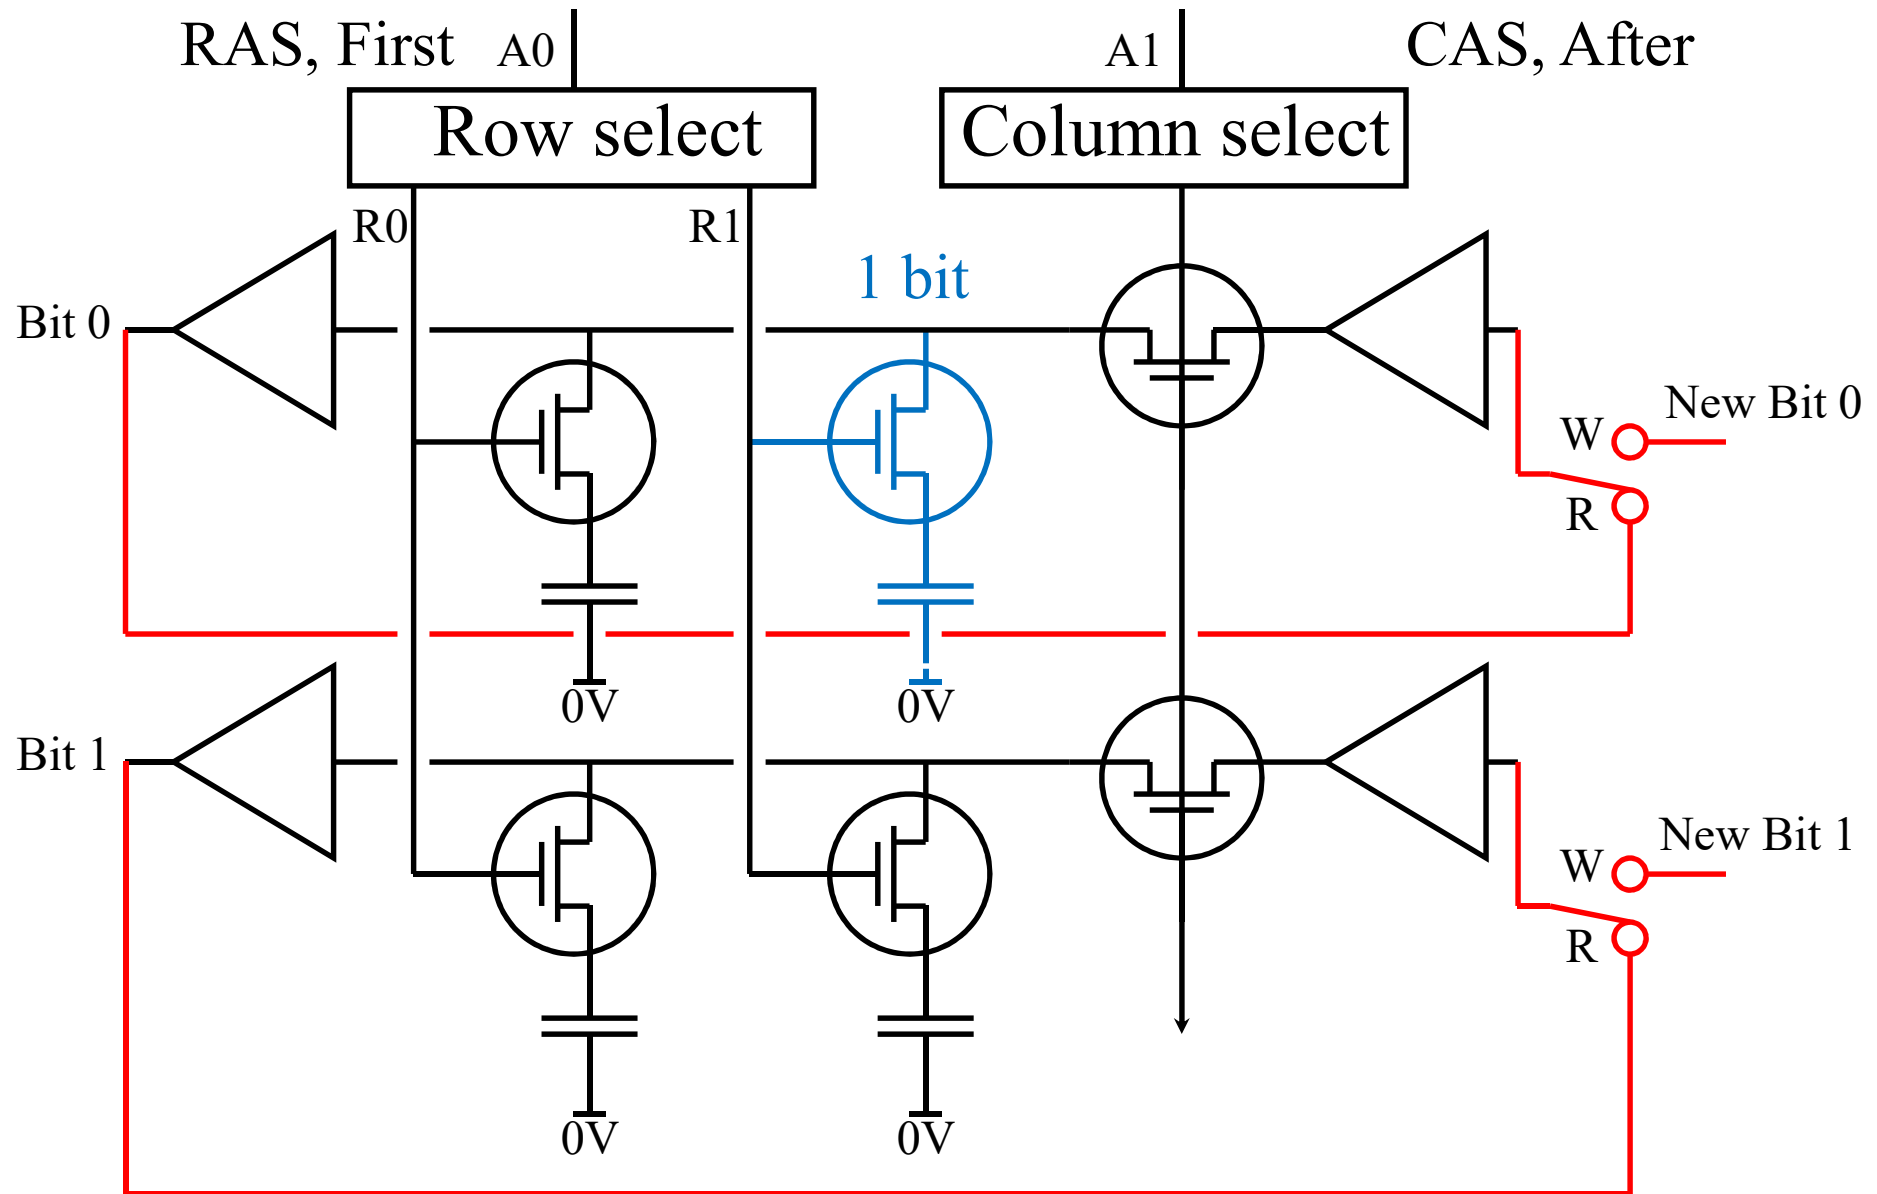 RAS, First
A0
A1
CAS, After
Row select
Column select
R0
R1
1 bit
Bit 0
New Bit 0
W
R
0V
0V
Bit 1
New Bit 1
W
R
0V
0V